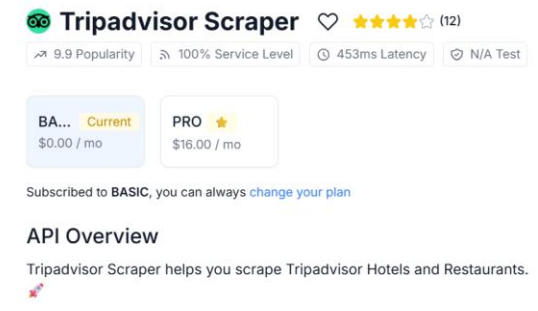 Tripadvisor Scraper (12)
9.9 Popularity 100% Service Level 453ms Latency N/A Test
BA... Current PRO
$0.00 / mo $16.00 / mo
Subscribed to BASIC, you can always change your plan
API Overview
Tripadvisor Scraper helps you scrape Tripadvisor Hotels and Restaurants.
🚀